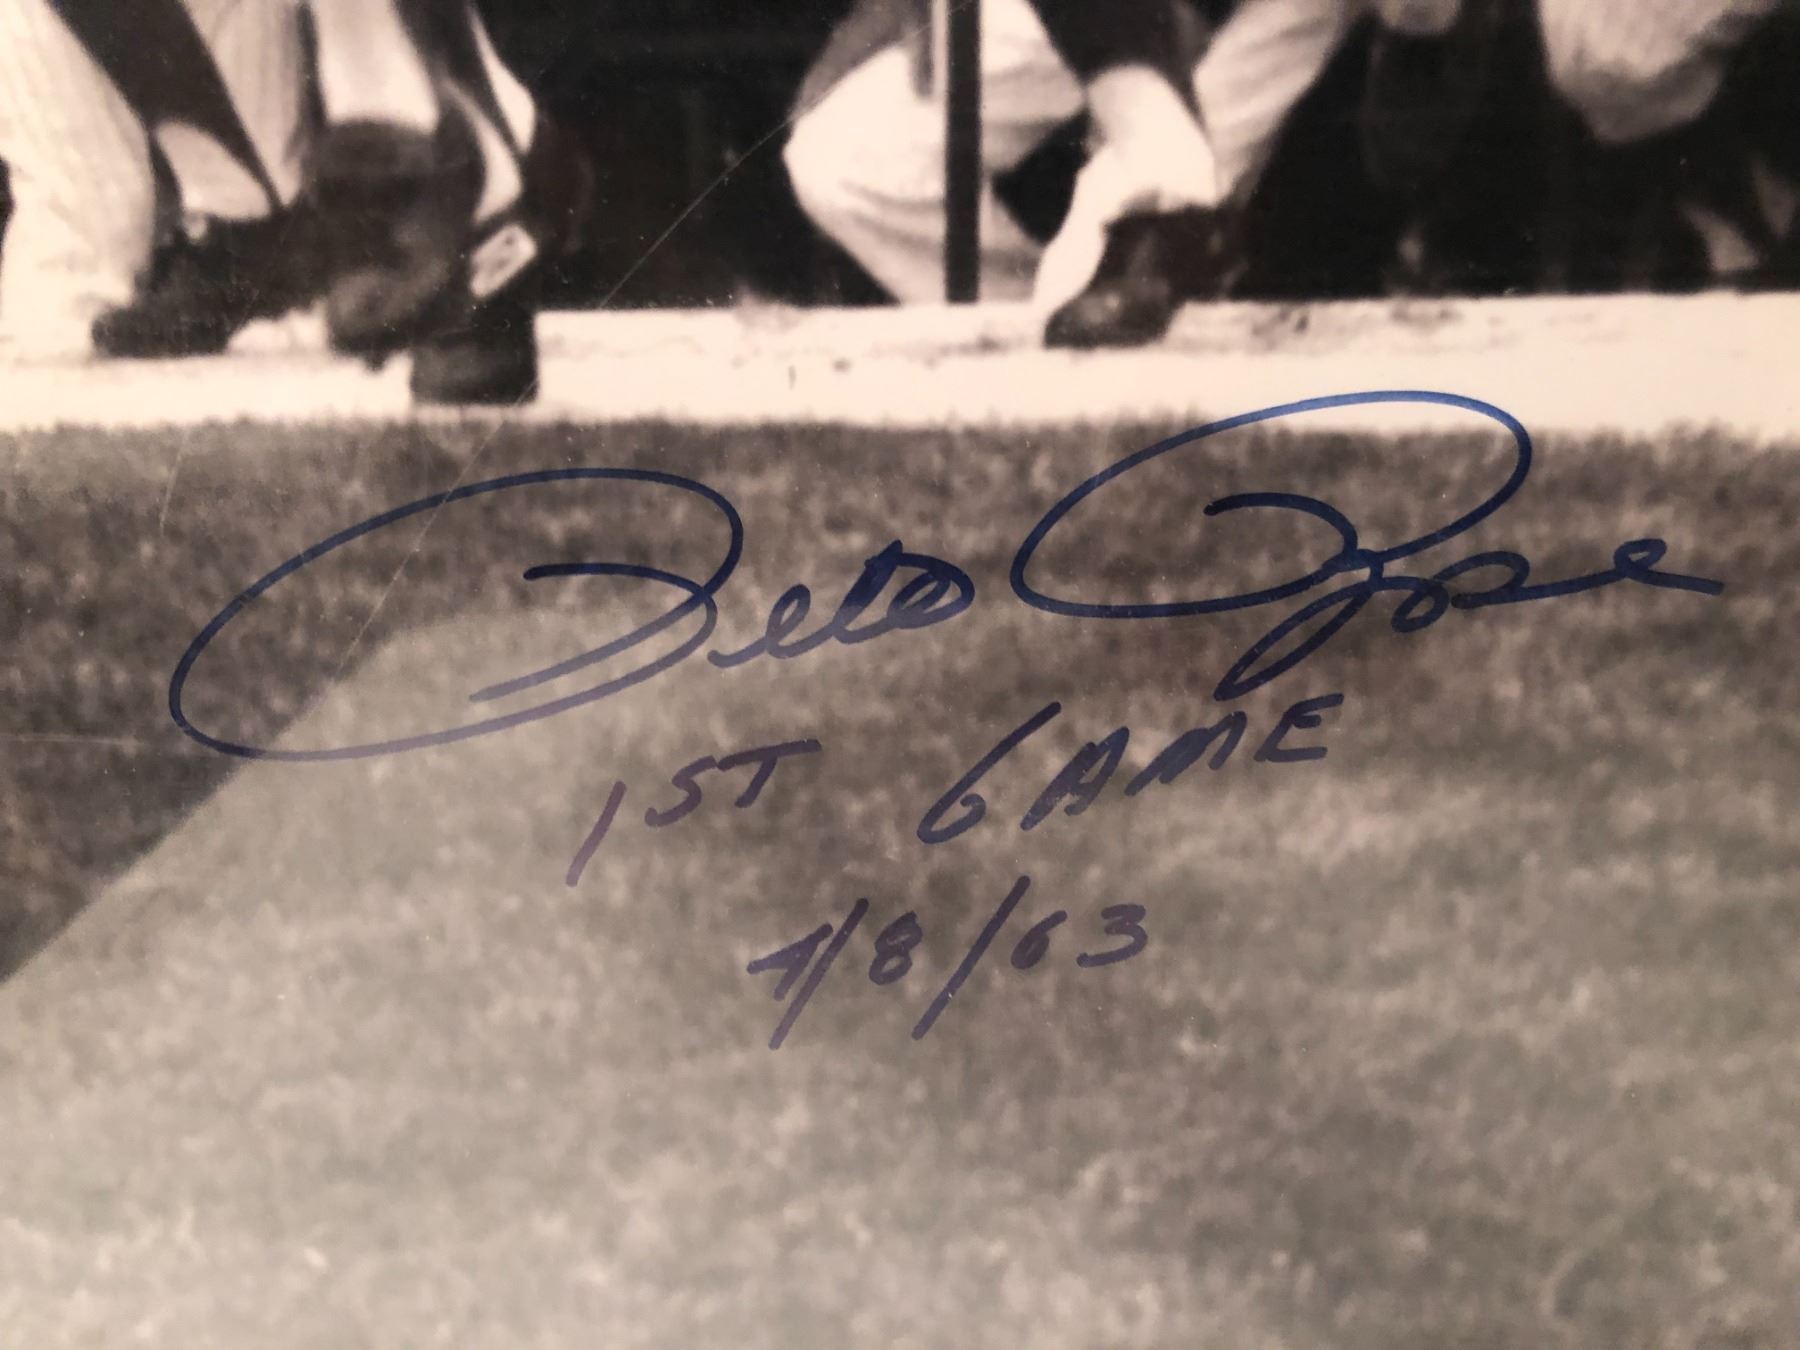 Pete Rose
1ST GAME
4/8/63